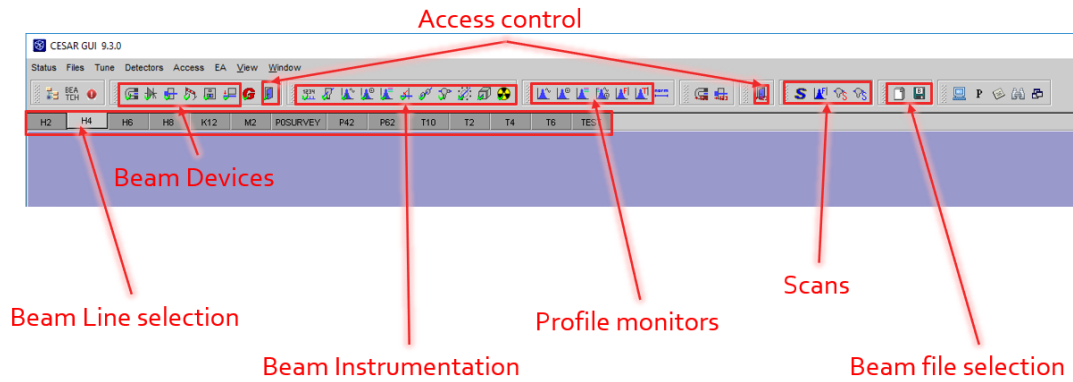 Access control
CESAR GUI 9.3.0
Status Files Tune Detectors Access EA View Window
BEA
TCH
SEM
F T
S F S S
P
H2 H4 H6 H8 K12 M2 P0SURVEY P42 P62 T10 T2 T4 T6 TEST
Beam Devices
Scans
Beam Line selection
Profile monitors
Beam Instrumentation
Beam file selection